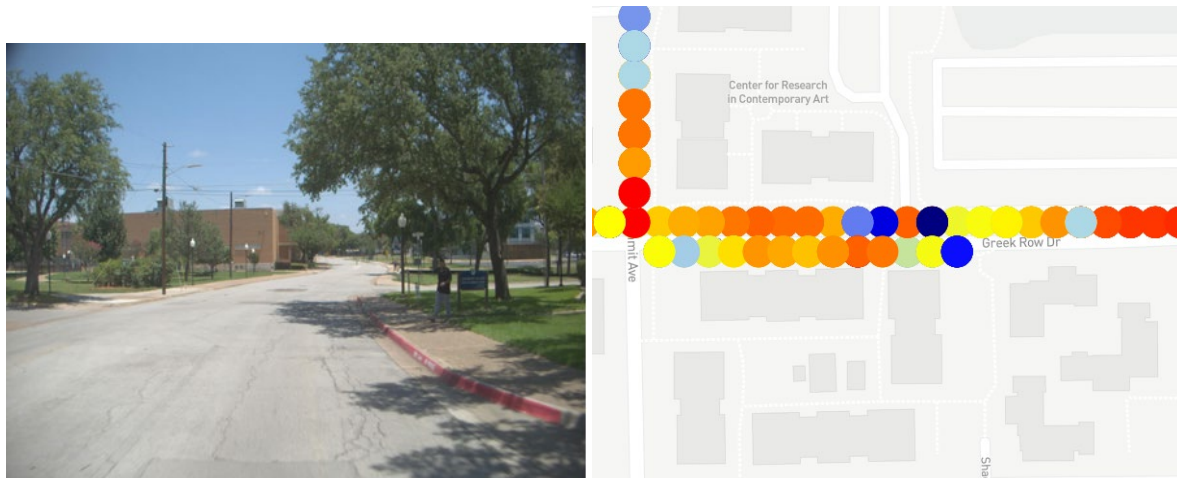 Center for Research
in Contemporary Art
Greek Row Dr
mit Ave
Sha